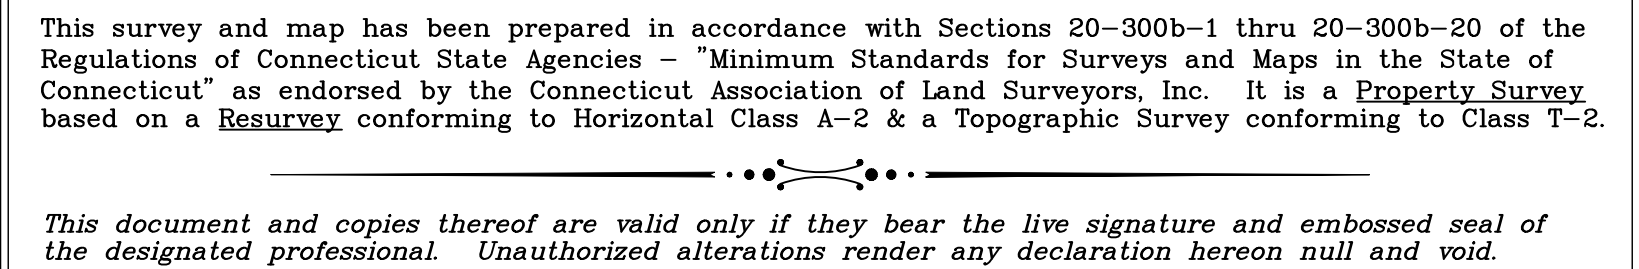 This survey and map has been prepared in accordance with Sections 20-300b-1 thru 20-300b-20 of the
Regulations of Connecticut State Agencies - "Minimum Standards for Surveys and Maps in the State of
Connecticut" as endorsed by the Connecticut Association of Land Surveyors, Inc. It is a Property Survey
based on a Resurvey conforming to Horizontal Class A-2 & a Topographic Survey conforming to Class T-2.
This document and copies thereof are valid only if they bear the live signature and embossed seal of
the designated professional. Unauthorized alterations render any declaration hereon null and void.